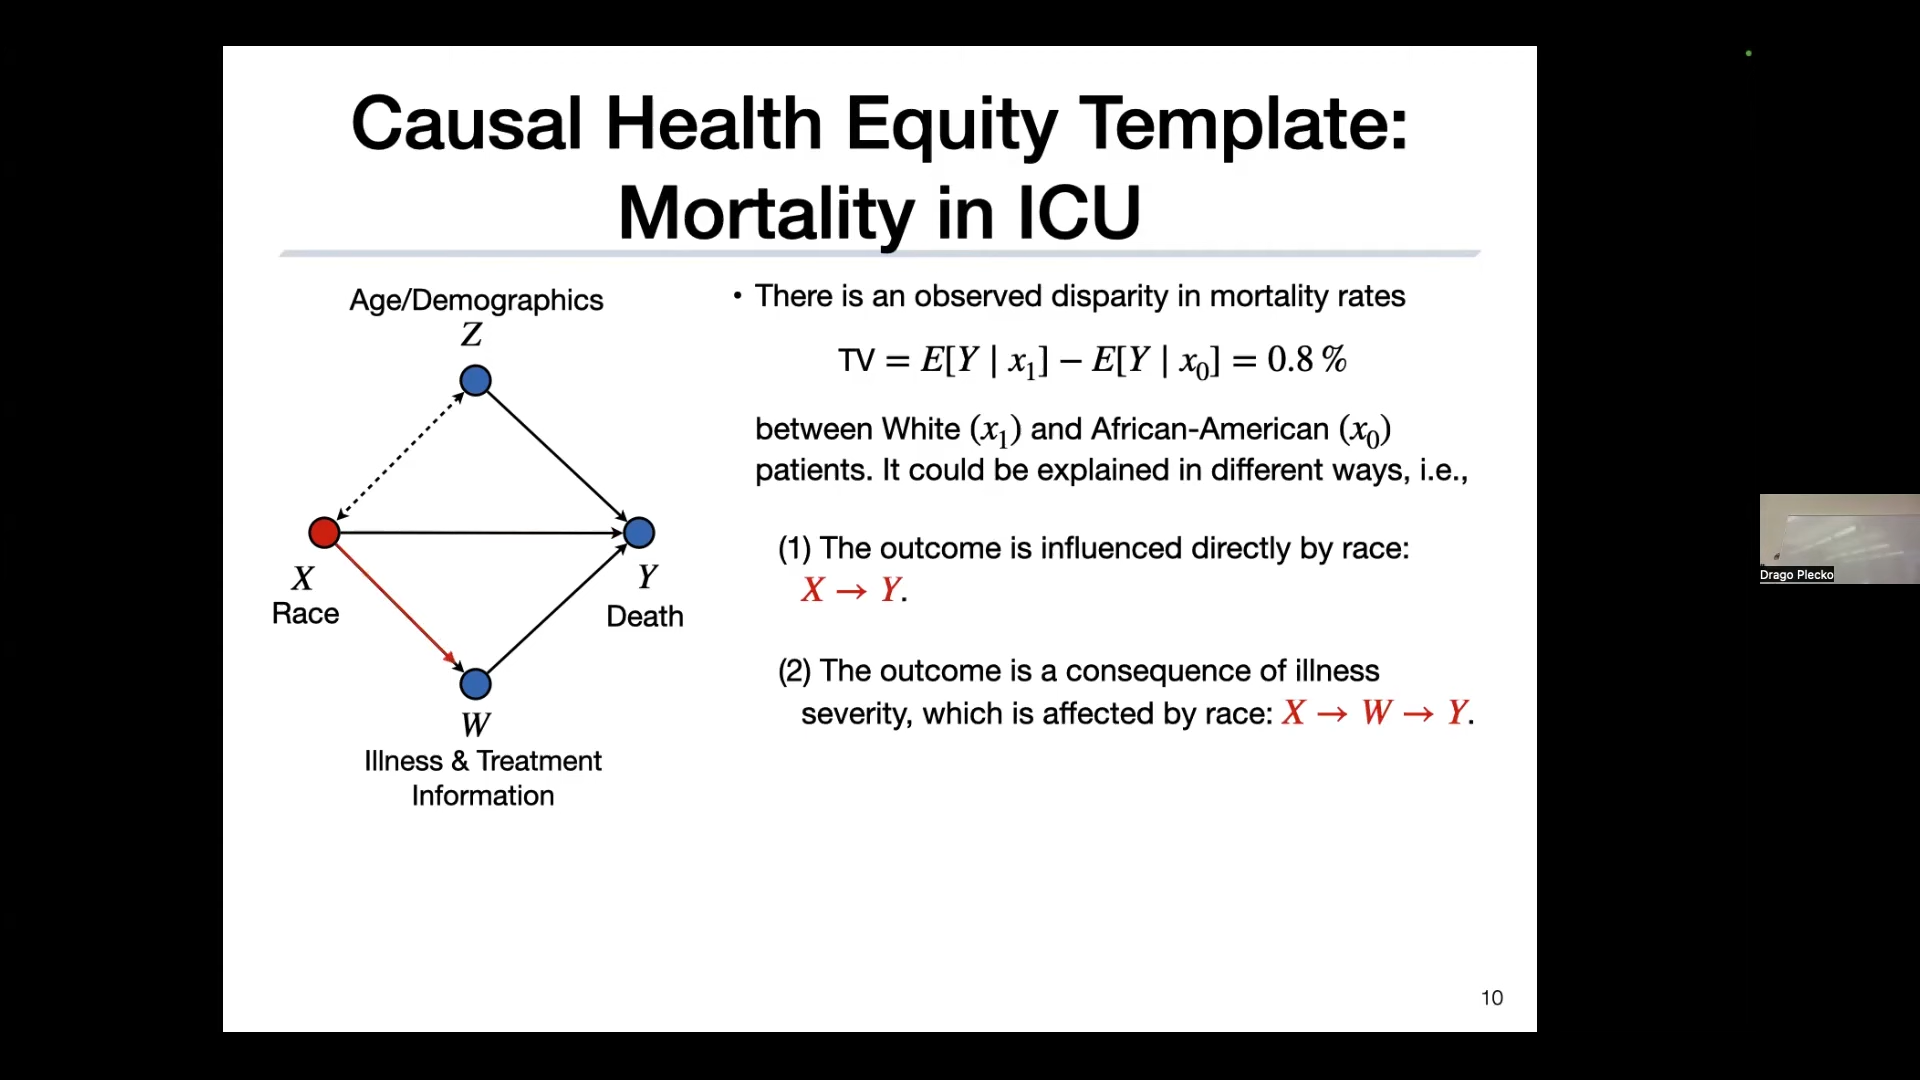 Causal Health Equity Template:
Mortality in ICU
Age/Demographics
Z
X
Race
Y
Death
W
Illness & Treatment
Information
• There is an observed disparity in mortality rates
TV = E[Y | x₁] − E[Y | x₀] = 0.8 %
between White (x₁) and African-American (x₀)
patients. It could be explained in different ways, i.e.,
(1) The outcome is influenced directly by race:
X → Y.
(2) The outcome is a consequence of illness
severity, which is affected by race: X → W → Y.
10
Drago Plecko